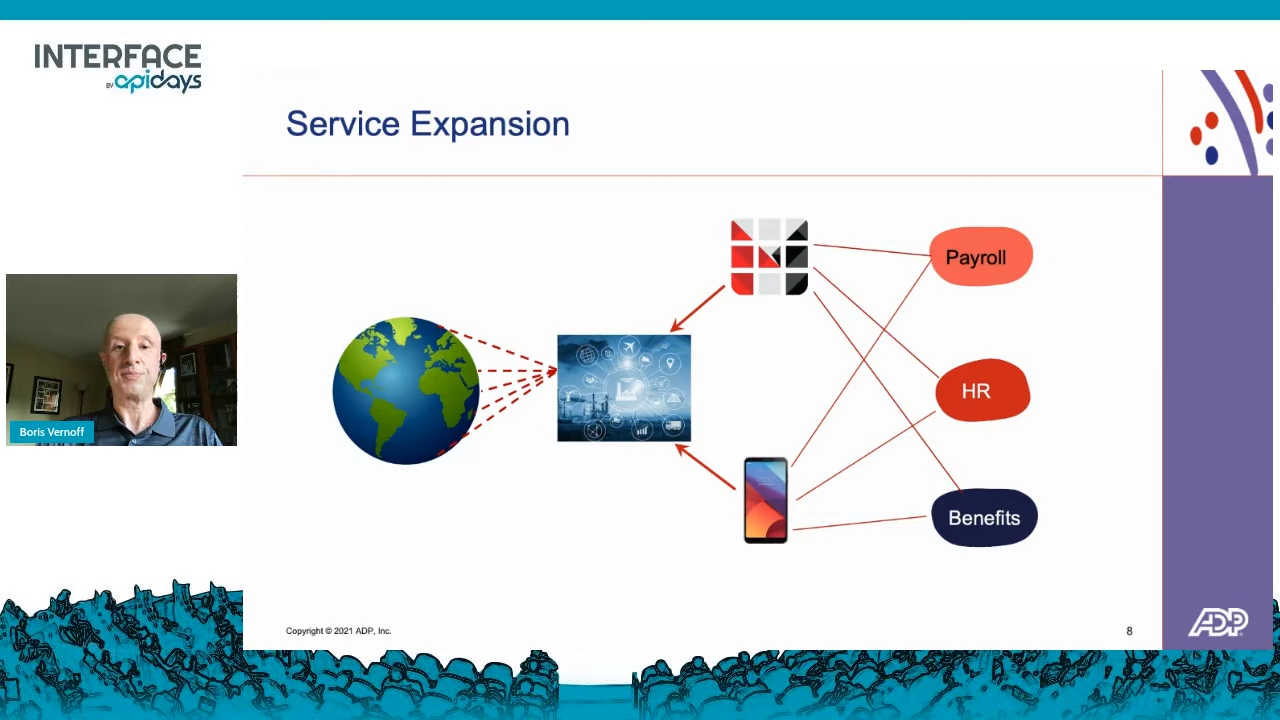 INTERFACE
BY apidays
Service Expansion
Payroll
HR
Boris Vernoff
Benefits
Copyright © 2021 ADP, Inc.
8
ADP